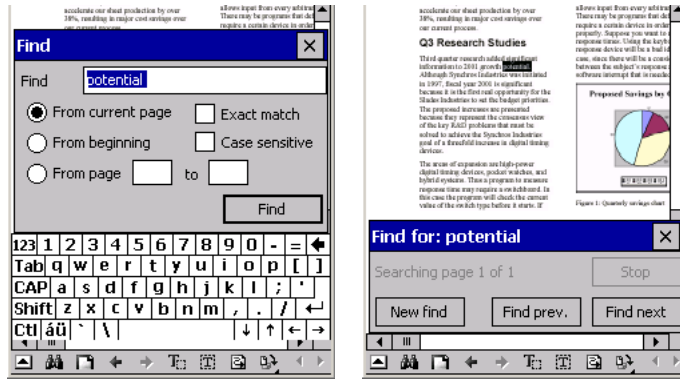 accelerate our sheet production by over
38%, resulting in major cost savings over
our current process.
allows input from every arbitrar
There may be programs that def
require a certain device in order
Find
Find potential
From current page
Exact match
From beginning
Case sensitive
From page to
Find
123 1 2 3 4 5 6 7 8 9 0 - =
Tab q w e r t y u i o p [ ]
CAP a s d f g h j k l ; '
Shift z x c v b n m , . /
Ctl áü ` \
accelerate our sheet production by over
38%, resulting in major cost savings over
our current process.
Q3 Research Studies
Third quarter research added significant
information to 2001 growth potential.
Although Synchros Industries was initiated
in 1997, fiscal year 2001 is significant
because it is the first real opportunity for the
Slades Industries to set the budget priorities.
The proposed increases are presented
because they represent the consensus view
of the key RAD problems that must be
solved to achieve the Synchros Industries
goal of a threefold increase in digital timing
devices.
The areas of expansion are high-power
digital timing devices, pocket watches, and
hybrid systems. Thus a program to measure
response time may require a switchboard. In
this case the program will check the current
value of the switch type before it starts. If
allows input from every arbitrar
There may be programs that def
require a certain device in order
properly. Suppose you want to
response times. Using the keyb
response device will be a bad id
case, since there will be a consi
between the subject's response
software interrupt that is needed
Proposed Savings by
Figure 1: Quarterly savings chart
Find for: potential
Searching page 1 of 1
Stop
New find
Find prev.
Find next